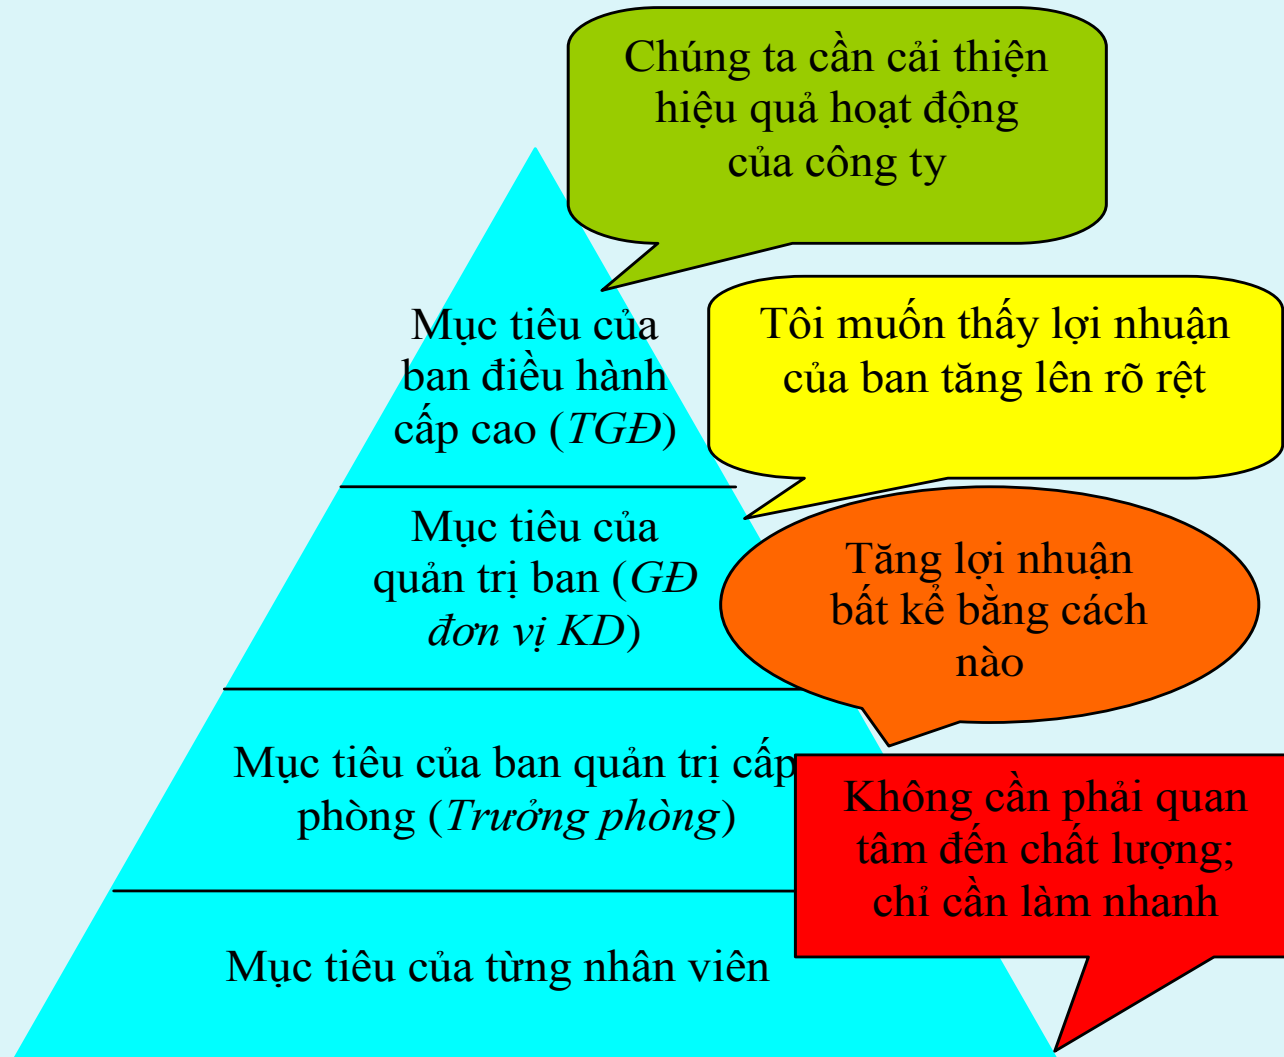 Chúng ta cần cải thiện
hiệu quả hoạt động
của công ty
Mục tiêu của
ban điều hành
cấp cao (TGĐ)
Tôi muốn thấy lợi nhuận
của ban tăng lên rõ rệt
Mục tiêu của
quản trị ban (GĐ
đơn vị KD)
Tăng lợi nhuận
bất kể bằng cách
nào
Mục tiêu của ban quản trị cấp
phòng (Trưởng phòng)
Không cần phải quan
tâm đến chất lượng;
chỉ cần làm nhanh
Mục tiêu của từng nhân viên